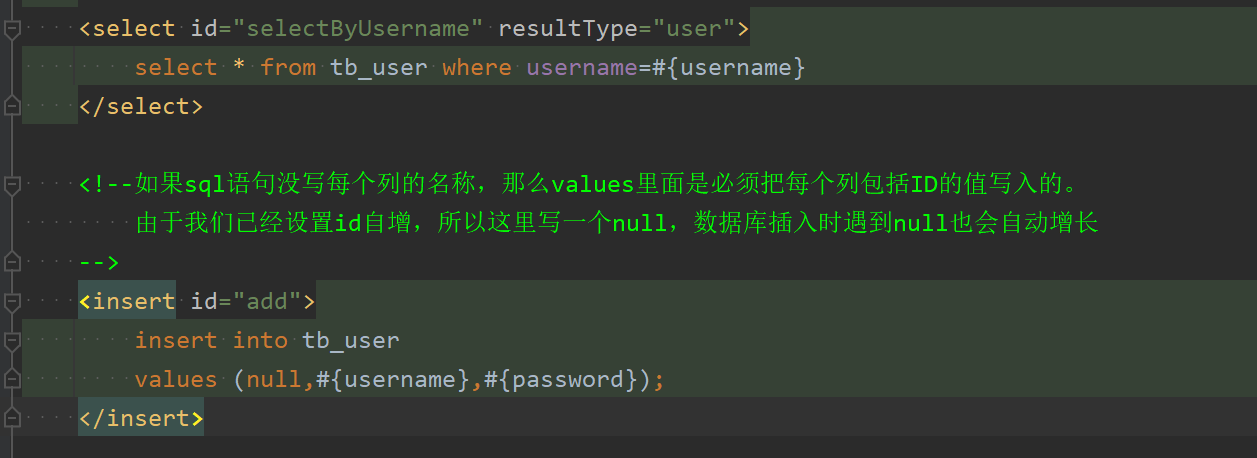 <select id="selectByUsername" resultType="user">
select * from tb_user where username=#{username}
</select>
<!--如果sql语句没写每个列的名称，那么values里面是必须把每个列包括ID的值写入的。
由于我们已经设置id自增，所以这里写一个null，数据库插入时遇到null也会自动增长
-->
<insert id="add">
insert into tb_user
values (null,#{username},#{password});
</insert>